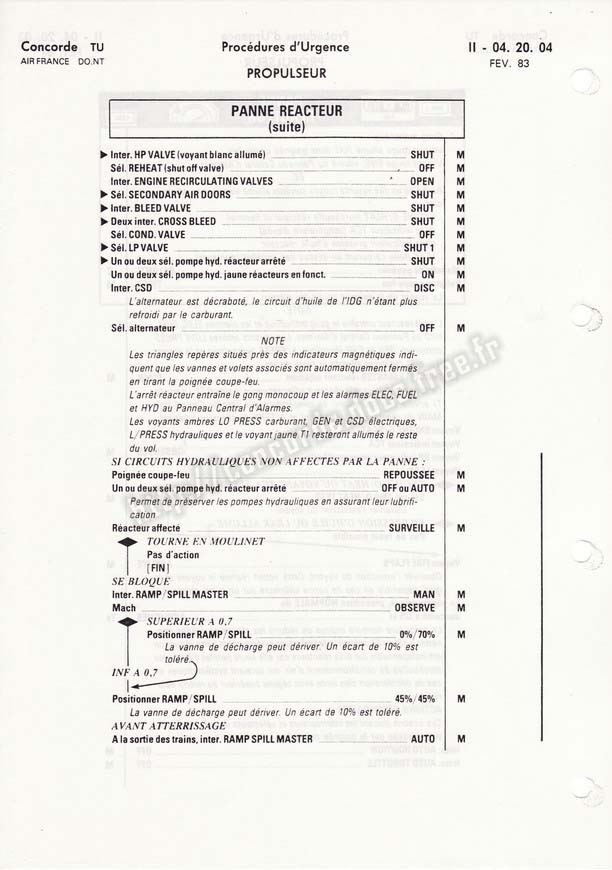 Concorde TU
Procédures d'Urgence
II - 04. 20. 04
AIR FRANCE DO.NT
PROPULSEUR
FEV. 83
PANNE REACTEUR
(suite)
Inter. HP VALVE (voyant blanc allumé) SHUT M
Sél. REHEAT (shut off valve) OFF M
Inter. ENGINE RECIRCULATING VALVES OPEN M
Sél. SECONDARY AIR DOORS SHUT M
Inter. BLEED VALVE SHUT M
Deux inter. CROSS BLEED SHUT M
Sél. COND. VALVE OFF M
Sél. LP VALVE SHUT 1 M
Un ou deux sél. pompe hyd. réacteur arrêté SHUT M
Un ou deux sél. pompe hyd. jaune réacteurs en fonct. ON M
Inter. CSD DISC M
L'alternateur est décraboté, le circuit d'huile de l'IDG n'étant plus
refroidi par le carburant.
Sél. alternateur OFF M
NOTE
Les triangles repères situés près des indicateurs magnétiques indi-
quent que les vannes et volets associés sont automatiquement fermés
en tirant la poignée coupe-feu.
L'arrêt réacteur entraîne le gong monocoup et les alarmes ELEC, FUEL
et HYD au Panneau Central d'Alarmes.
Les voyants ambres LO PRESS carburant, GEN et CSD électriques,
L/PRESS hydrauliques et le voyant jaune T1 resteront allumés le reste
du vol.
SI CIRCUITS HYDRAULIQUES NON AFFECTES PAR LA PANNE :
Poignée coupe-feu REPOUSSEE M
Un ou deux sél. pompe hyd. réacteur arrêté OFF ou AUTO M
Permet de préserver les pompes hydrauliques en assurant leur lubrifi-
cation
Réacteur affecté SURVEILLE M
TOURNE EN MOULINET
Pas d'action
[FIN]
SE BLOQUE
Inter. RAMP/SPILL MASTER MAN M
Mach OBSERVE M
SUPERIEUR A 0,7
Positionner RAMP/SPILL 0%/70% M
La vanne de décharge peut dériver. Un écart de 10% est
toléré.
INF A 0,7
Positionner RAMP/SPILL 45%/45% M
La vanne de décharge peut dériver. Un écart de 10% est toléré.
AVANT ATTERRISSAGE
A la sortie des trains, inter. RAMP SPILL MASTER AUTO M